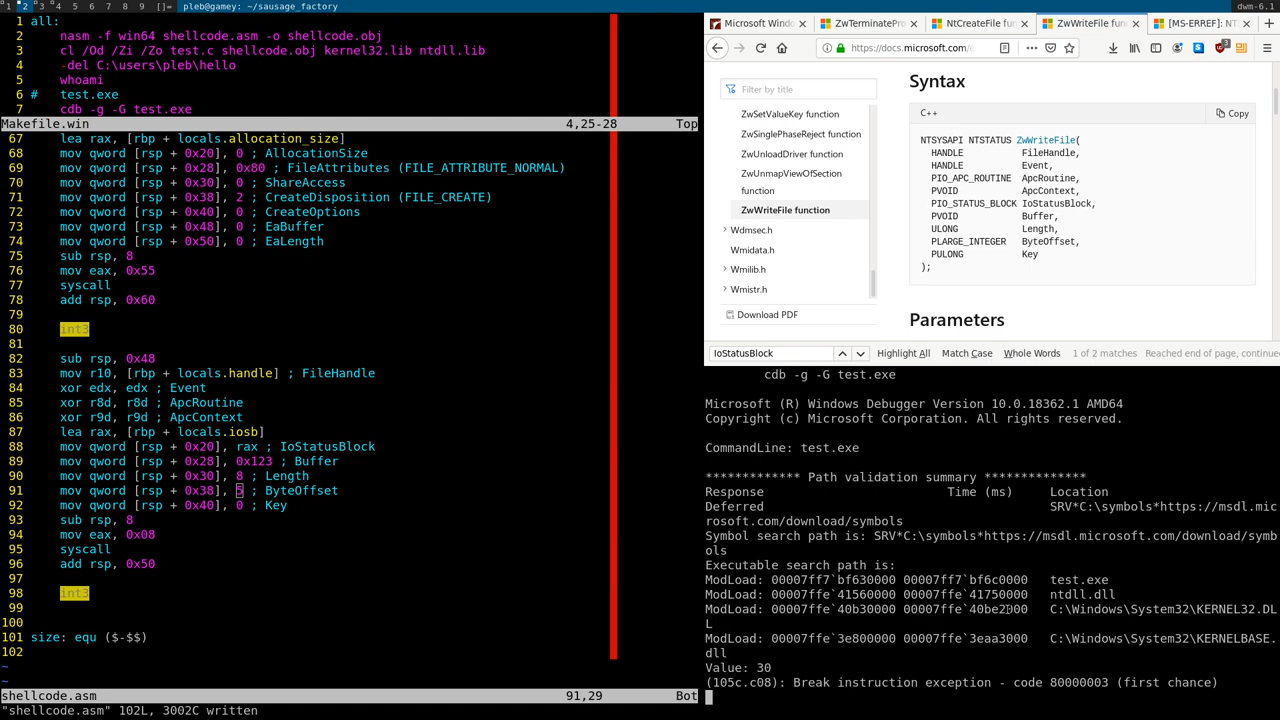 1 2 3 4 5 6 7 8 9 []= pleb@gamey: ~/sausage_factory dwm-6.1
1 all:
2 nasm -f win64 shellcode.asm -o shellcode.obj
3 cl /Od /Zi /Zo test.c shellcode.obj kernel32.lib ntdll.lib
4 -del C:\users\pleb\hello
5 whoami
6 # test.exe
7 cdb -g -G test.exe
Makefile.win 4,25-28 Top
67 lea rax, [rbp + locals.allocation_size]
68 mov qword [rsp + 0x20], 0 ; AllocationSize
69 mov qword [rsp + 0x28], 0x80 ; FileAttributes (FILE_ATTRIBUTE_NORMAL)
70 mov qword [rsp + 0x30], 0 ; ShareAccess
71 mov qword [rsp + 0x38], 2 ; CreateDisposition (FILE_CREATE)
72 mov qword [rsp + 0x40], 0 ; CreateOptions
73 mov qword [rsp + 0x48], 0 ; EaBuffer
74 mov qword [rsp + 0x50], 0 ; EaLength
75 sub rsp, 8
76 mov eax, 0x55
77 syscall
78 add rsp, 0x60
79
80 int3
81
82 sub rsp, 0x48
83 mov r10, [rbp + locals.handle] ; FileHandle
84 xor edx, edx ; Event
85 xor r8d, r8d ; ApcRoutine
86 xor r9d, r9d ; ApcContext
87 lea rax, [rbp + locals.iosb]
88 mov qword [rsp + 0x20], rax ; IoStatusBlock
89 mov qword [rsp + 0x28], 0x123 ; Buffer
90 mov qword [rsp + 0x30], 8 ; Length
91 mov qword [rsp + 0x38], 5 ; ByteOffset
92 mov qword [rsp + 0x40], 0 ; Key
93 sub rsp, 8
94 mov eax, 0x08
95 syscall
96 add rsp, 0x50
97
98 int3
99
100
101 size: equ ($-$$)
102
~
~
shellcode.asm 91,29 Bot
"shellcode.asm" 102L, 3002C written
Microsoft Windo ZwTerminatePro NtCreateFile fun ZwWriteFile func [MS-ERREF]: NT
https://docs.microsoft.com/e
Filter by title
ZwSetValueKey function
ZwSinglePhaseReject function
ZwUnloadDriver function
ZwUnmapViewOfSection
function
ZwWriteFile function
Wdmsec.h
Wmidata.h
Wmilib.h
Wmistr.h
Download PDF
Syntax
C++ Copy
NTSYSAPI NTSTATUS ZwWriteFile(
HANDLE FileHandle,
HANDLE Event,
PIO_APC_ROUTINE ApcRoutine,
PVOID ApcContext,
PIO_STATUS_BLOCK IoStatusBlock,
PVOID Buffer,
ULONG Length,
PLARGE_INTEGER ByteOffset,
PULONG Key
);
Parameters
IoStatusBlock Highlight All Match Case Whole Words 1 of 2 matches Reached end of page, continue
cdb -g -G test.exe
Microsoft (R) Windows Debugger Version 10.0.18362.1 AMD64
Copyright (c) Microsoft Corporation. All rights reserved.
CommandLine: test.exe
************* Path validation summary **************
Response Time (ms) Location
Deferred SRV*C:\symbols*https://msdl.mic
rosoft.com/download/symbols
Symbol search path is: SRV*C:\symbols*https://msdl.microsoft.com/download/symb
ols
Executable search path is:
ModLoad: 00007ff7`bf630000 00007ff7`bf6c0000 test.exe
ModLoad: 00007ffe`41560000 00007ffe`41750000 ntdll.dll
ModLoad: 00007ffe`40b30000 00007ffe`40be2000 C:\Windows\System32\KERNEL32.DL
L
ModLoad: 00007ffe`3e800000 00007ffe`3eaa3000 C:\Windows\System32\KERNELBASE.
dll
Value: 30
(105c.c08): Break instruction exception - code 80000003 (first chance)